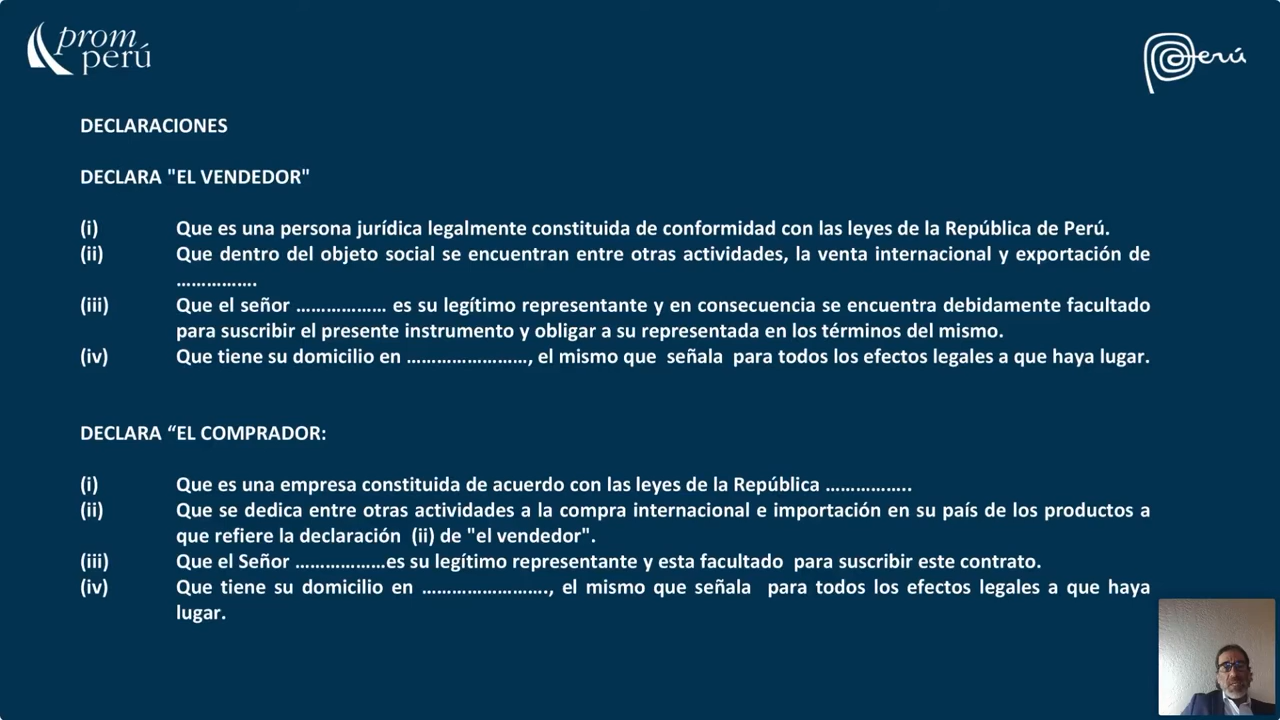 prom
perú
Perú
DECLARACIONES
DECLARA "EL VENDEDOR"
(i) Que es una persona jurídica legalmente constituida de conformidad con las leyes de la República de Perú.
(ii) Que dentro del objeto social se encuentran entre otras actividades, la venta internacional y exportación de
…………….
(iii) Que el señor ……………… es su legítimo representante y en consecuencia se encuentra debidamente facultado
para suscribir el presente instrumento y obligar a su representada en los términos del mismo.
(iv) Que tiene su domicilio en ……………………, el mismo que  señala  para todos los efectos legales a que haya lugar.
DECLARA “EL COMPRADOR:
(i) Que es una empresa constituida de acuerdo con las leyes de la República ……………..
(ii) Que se dedica entre otras actividades a la compra internacional e importación en su país de los productos a
que refiere la declaración  (ii) de "el vendedor".
(iii) Que el Señor ………………es su legítimo representante y esta facultado  para suscribir este contrato.
(iv) Que tiene su domicilio en ……………………., el mismo que señala  para todos los efectos legales a que haya
lugar.